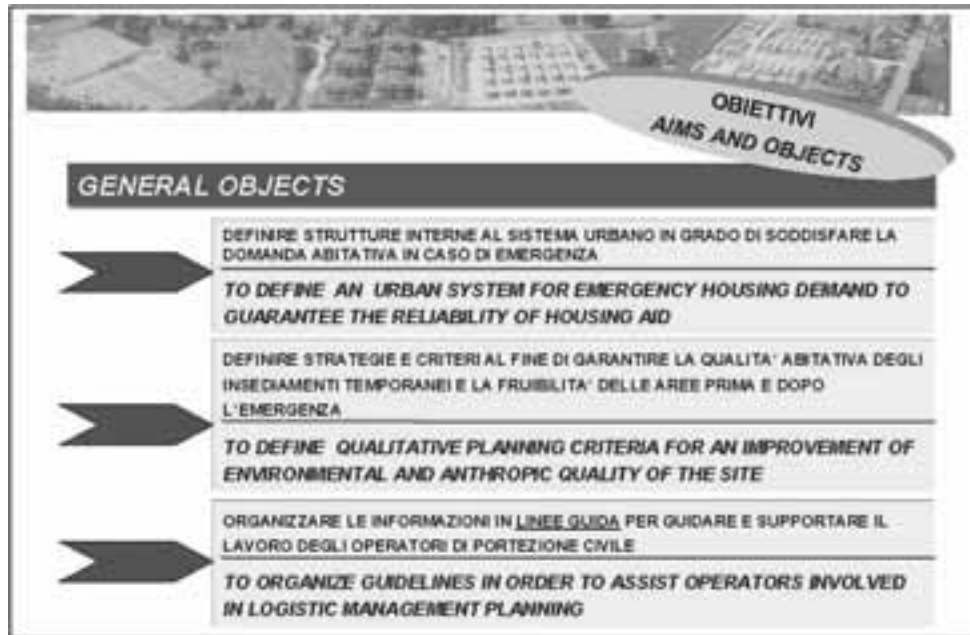 OBIETTIVI
AIMS AND OBJECTS
GENERAL OBJECTS
DEFINIRE STRUTTURE INTERNE AL SISTEMA URBANO IN GRADO DI SODDISFARE LA
DOMANDA ABITATIVA IN CASO DI EMERGENZA
TO DEFINE AN URBAN SYSTEM FOR EMERGENCY HOUSING DEMAND TO
GUARANTEE THE RELIABILITY OF HOUSING AID
DEFINIRE STRATEGIE E CRITERI AL FINE DI GARANTIRE LA QUALITA' ABITATIVA DEGLI
INSEDIAMENTI TEMPORANEI E LA FRUIBILITA' DELLE AREE PRIMA E DOPO
L'EMERGENZA
TO DEFINE QUALITATIVE PLANNING CRITERIA FOR AN IMPROVEMENT OF
ENVIRONMENTAL AND ANTHROPIC QUALITY OF THE SITE
ORGANIZZARE LE INFORMAZIONI IN LINEE GUIDA PER GUIDARE E SUPPORTARE IL
LAVORO DEGLI OPERATORI DI PORTEZIONE CIVILE
TO ORGANIZE GUIDELINES IN ORDER TO ASSIST OPERATORS INVOLVED
IN LOGISTIC MANAGEMENT PLANNING